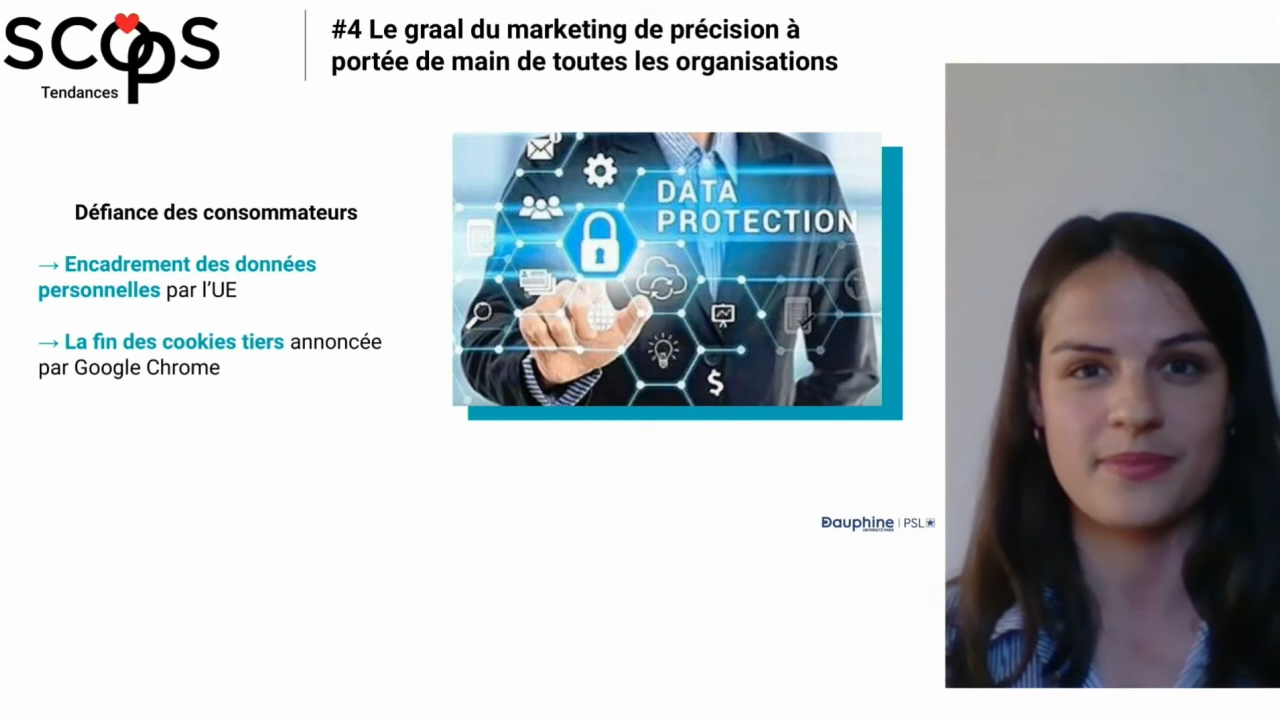 SCOPS
Tendances
#4 Le graal du marketing de précision à
portée de main de toutes les organisations
DATA
PROTECTION
Défiance des consommateurs
→ Encadrement des données
personnelles par l’UE
→ La fin des cookies tiers annoncée
par Google Chrome
Dauphine | PSL
UNIVERSITÉ PARIS